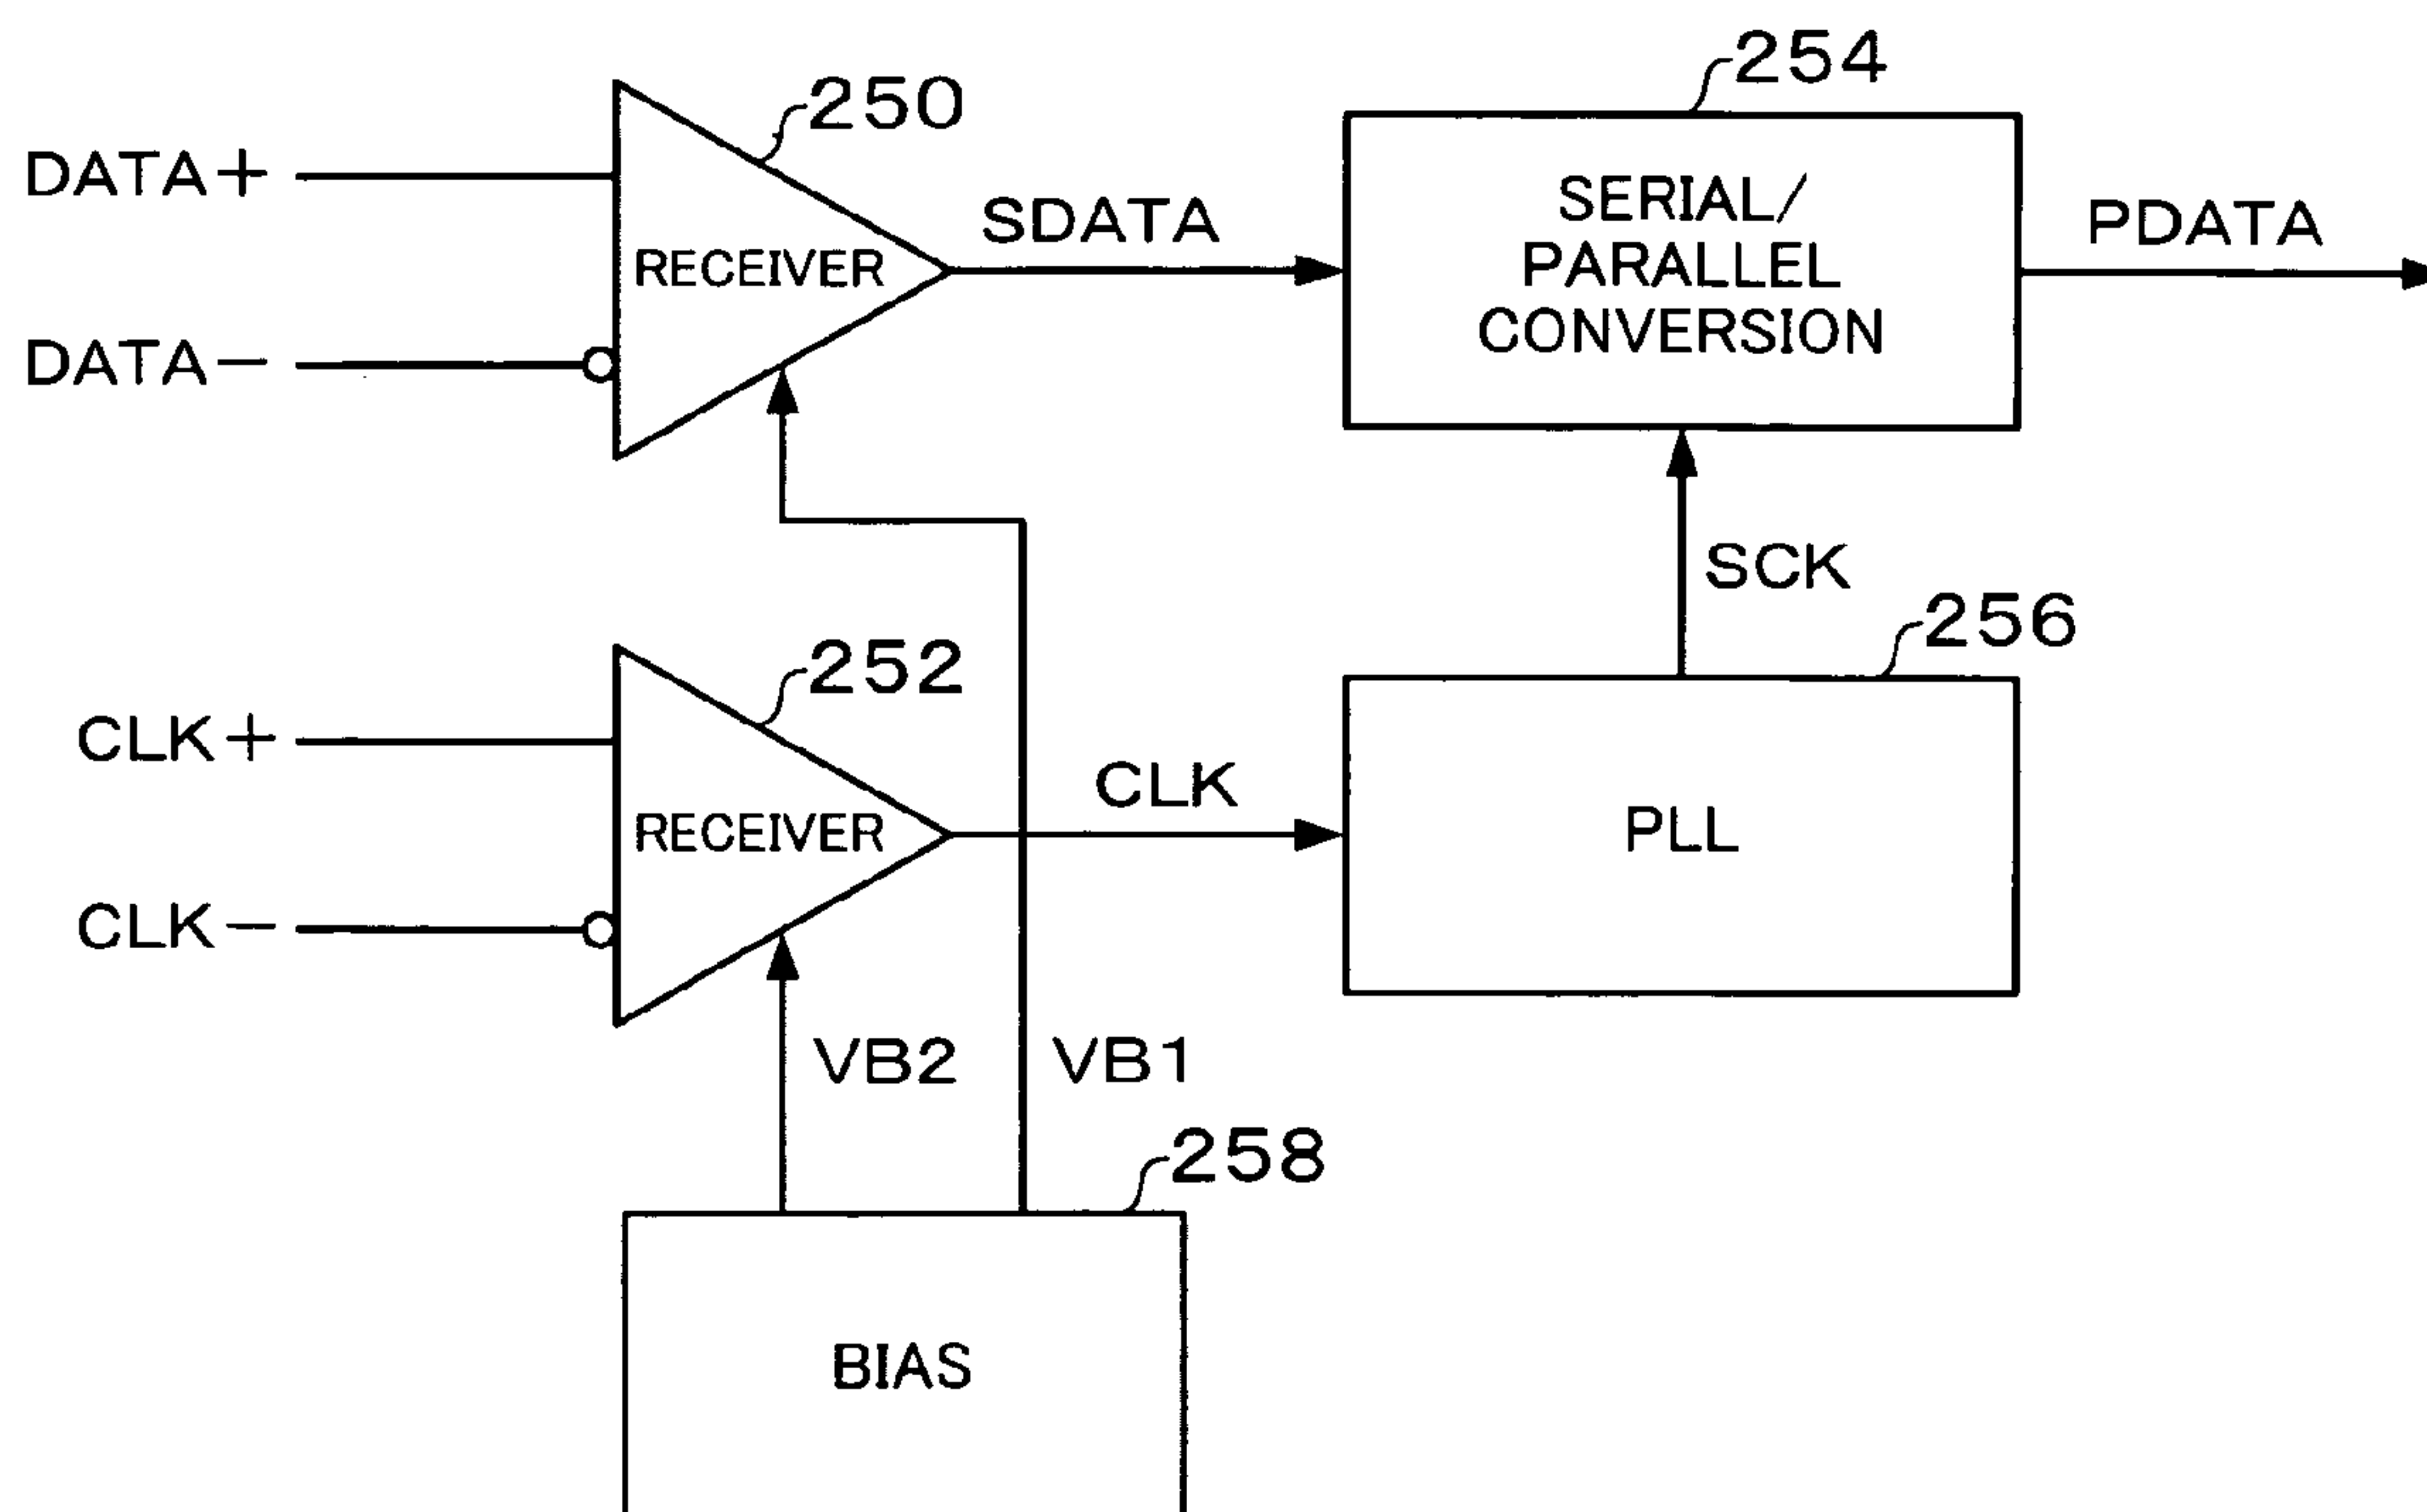 254
250
DATA+
SDATA
SERIAL/
PARALLEL
CONVERSION
PDATA
RECEIVER
DATA−
SCK
256
252
CLK+
CLK
RECEIVER
PLL
CLK−
VB2
VB1
258
BIAS